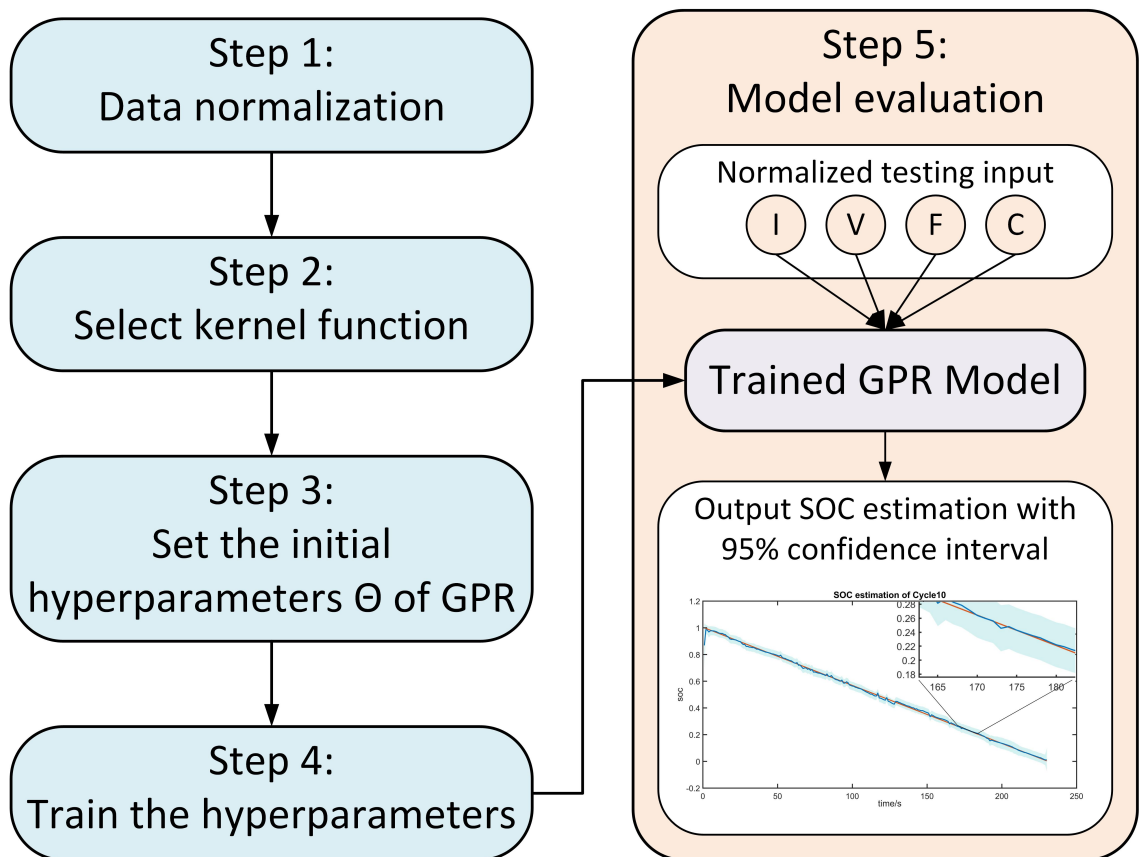 Step 1:
Data normalization
Step 2:
Select kernel function
Step 3:
Set the initial
hyperparameters Θ of GPR
Step 4:
Train the hyperparameters
Step 5:
Model evaluation
Normalized testing input
I V F C
Trained GPR Model
Output SOC estimation with
95% confidence interval
SOC estimation of Cycle10
1.2
1
0.8
0.6
0.4
0.2
0
-0.2
soc
0 50 100 150 200 250
time/s
0.28
0.26
0.24
0.22
0.2
0.18
165 170 175 180